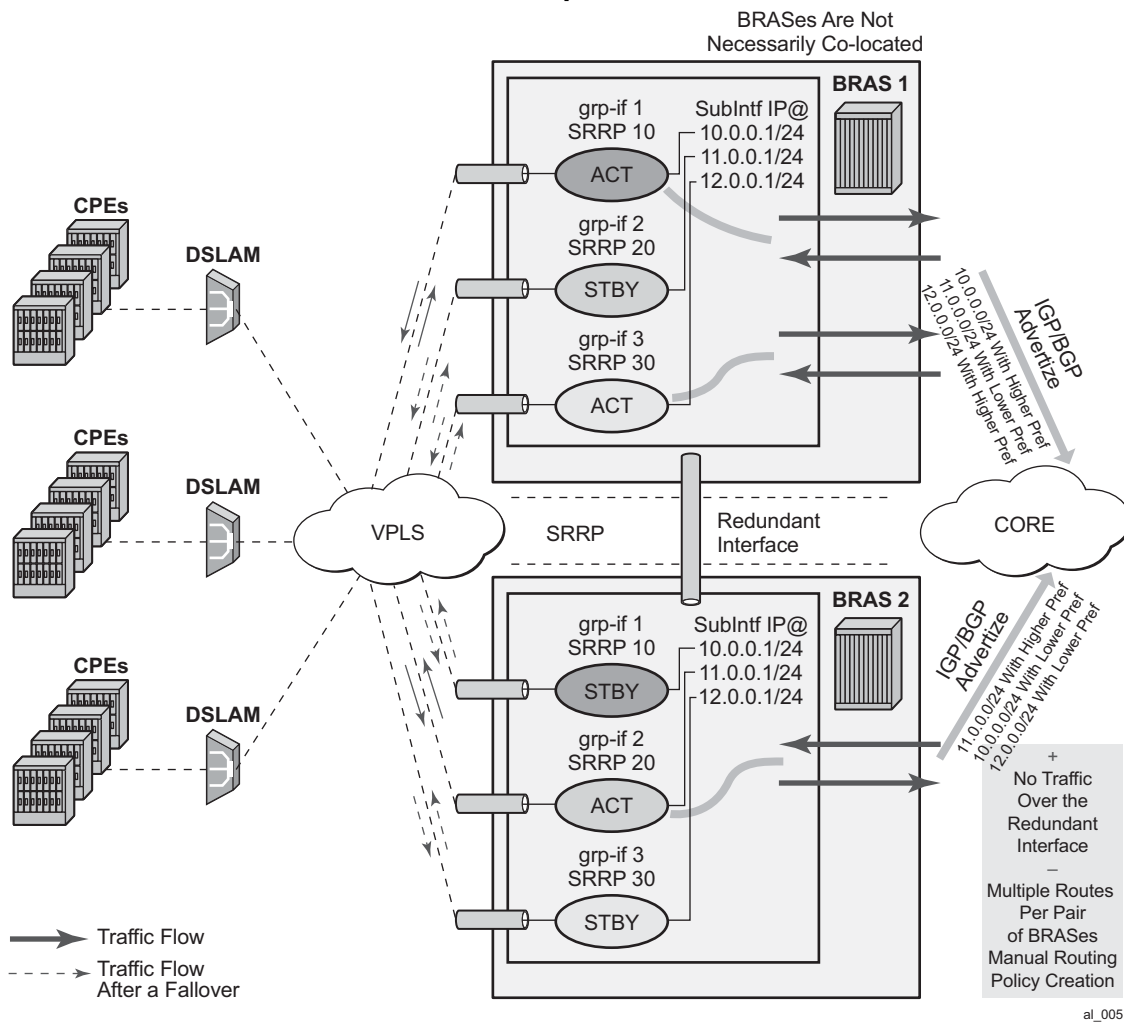 BRASes Are Not
Necessarily Co-located
BRAS 1
grp-if 1
SRRP 10
ACT
SubIntf IP@
10.0.0.1/24
11.0.0.1/24
12.0.0.1/24
grp-if 2
SRRP 20
STBY
grp-if 3
SRRP 30
ACT
CPEs
DSLAM
CPEs
DSLAM
CPEs
DSLAM
VPLS
SRRP
Redundant
Interface
IGP/BGP
Advertize
10.0.0.0/24 With Higher Pref
11.0.0.0/24 With Lower Pref
12.0.0.0/24 With Higher Pref
CORE
BRAS 2
grp-if 1
SRRP 10
STBY
SubIntf IP@
10.0.0.1/24
11.0.0.1/24
12.0.0.1/24
grp-if 2
SRRP 20
ACT
grp-if 3
SRRP 30
STBY
IGP/BGP
Advertize
11.0.0.0/24 With Higher Pref
10.0.0.0/24 With Lower Pref
12.0.0.0/24 With Lower Pref
+
No Traffic
Over the
Redundant
Interface
–
Multiple Routes
Per Pair
of BRASes
Manual Routing
Policy Creation
Traffic Flow
Traffic Flow
After a Fallover
al_005